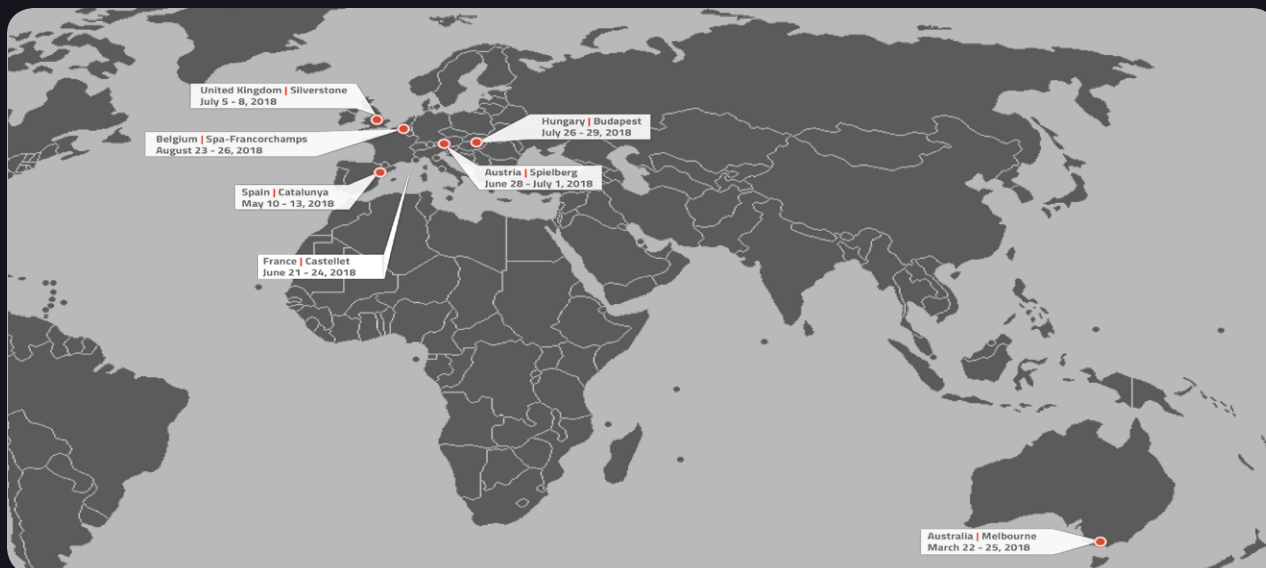 United Kingdom | Silverstone
July 5 - 8, 2018
Hungary | Budapest
July 26 - 29, 2018
Belgium | Spa-Francorchamps
August 23 - 26, 2018
Austria | Spielberg
June 28 - July 1, 2018
Spain | Catalunya
May 10 - 13, 2018
France | Castellet
June 21 - 24, 2018
Australia | Melbourne
March 22 - 25, 2018